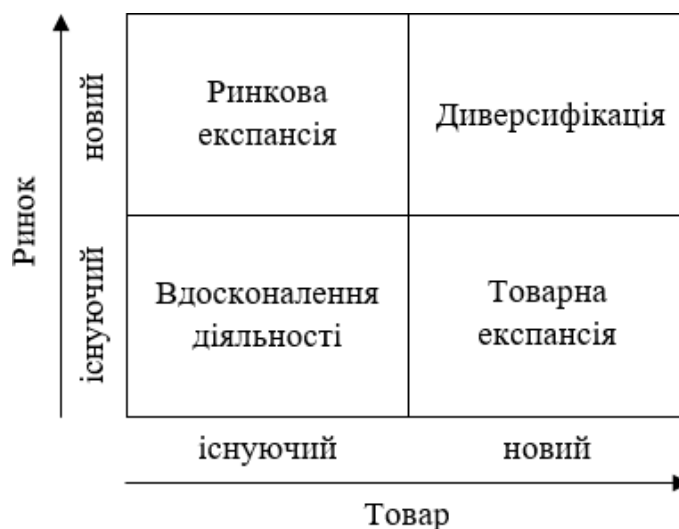 Ринок
новий
існуючий
Ринкова
експансія
Диверсифікація
Вдосконалення
діяльності
Товарна
експансія
існуючий
новий
Товар